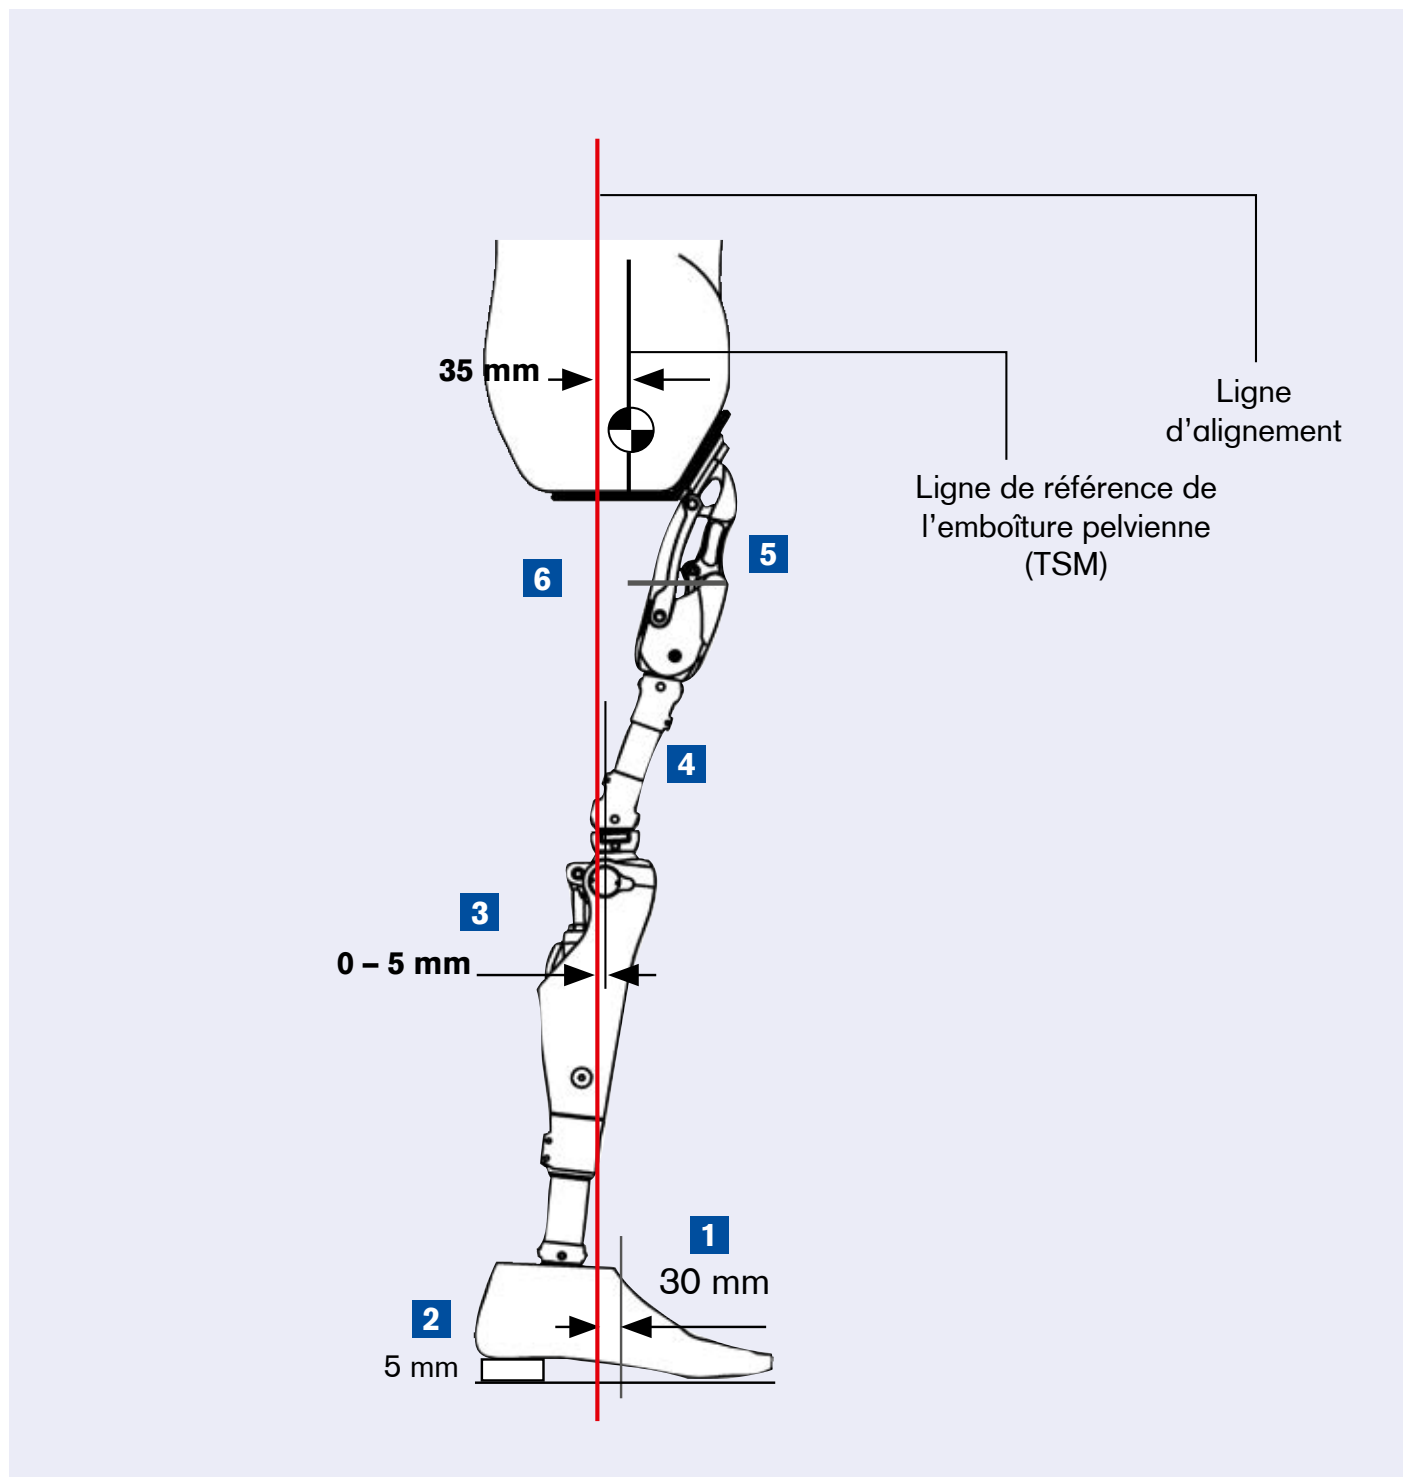 35 mm
Ligne
d’alignement
Ligne de référence de
l’emboîture pelvienne
(TSM)
5
6
4
3
0 – 5 mm
1
30 mm
2
5 mm